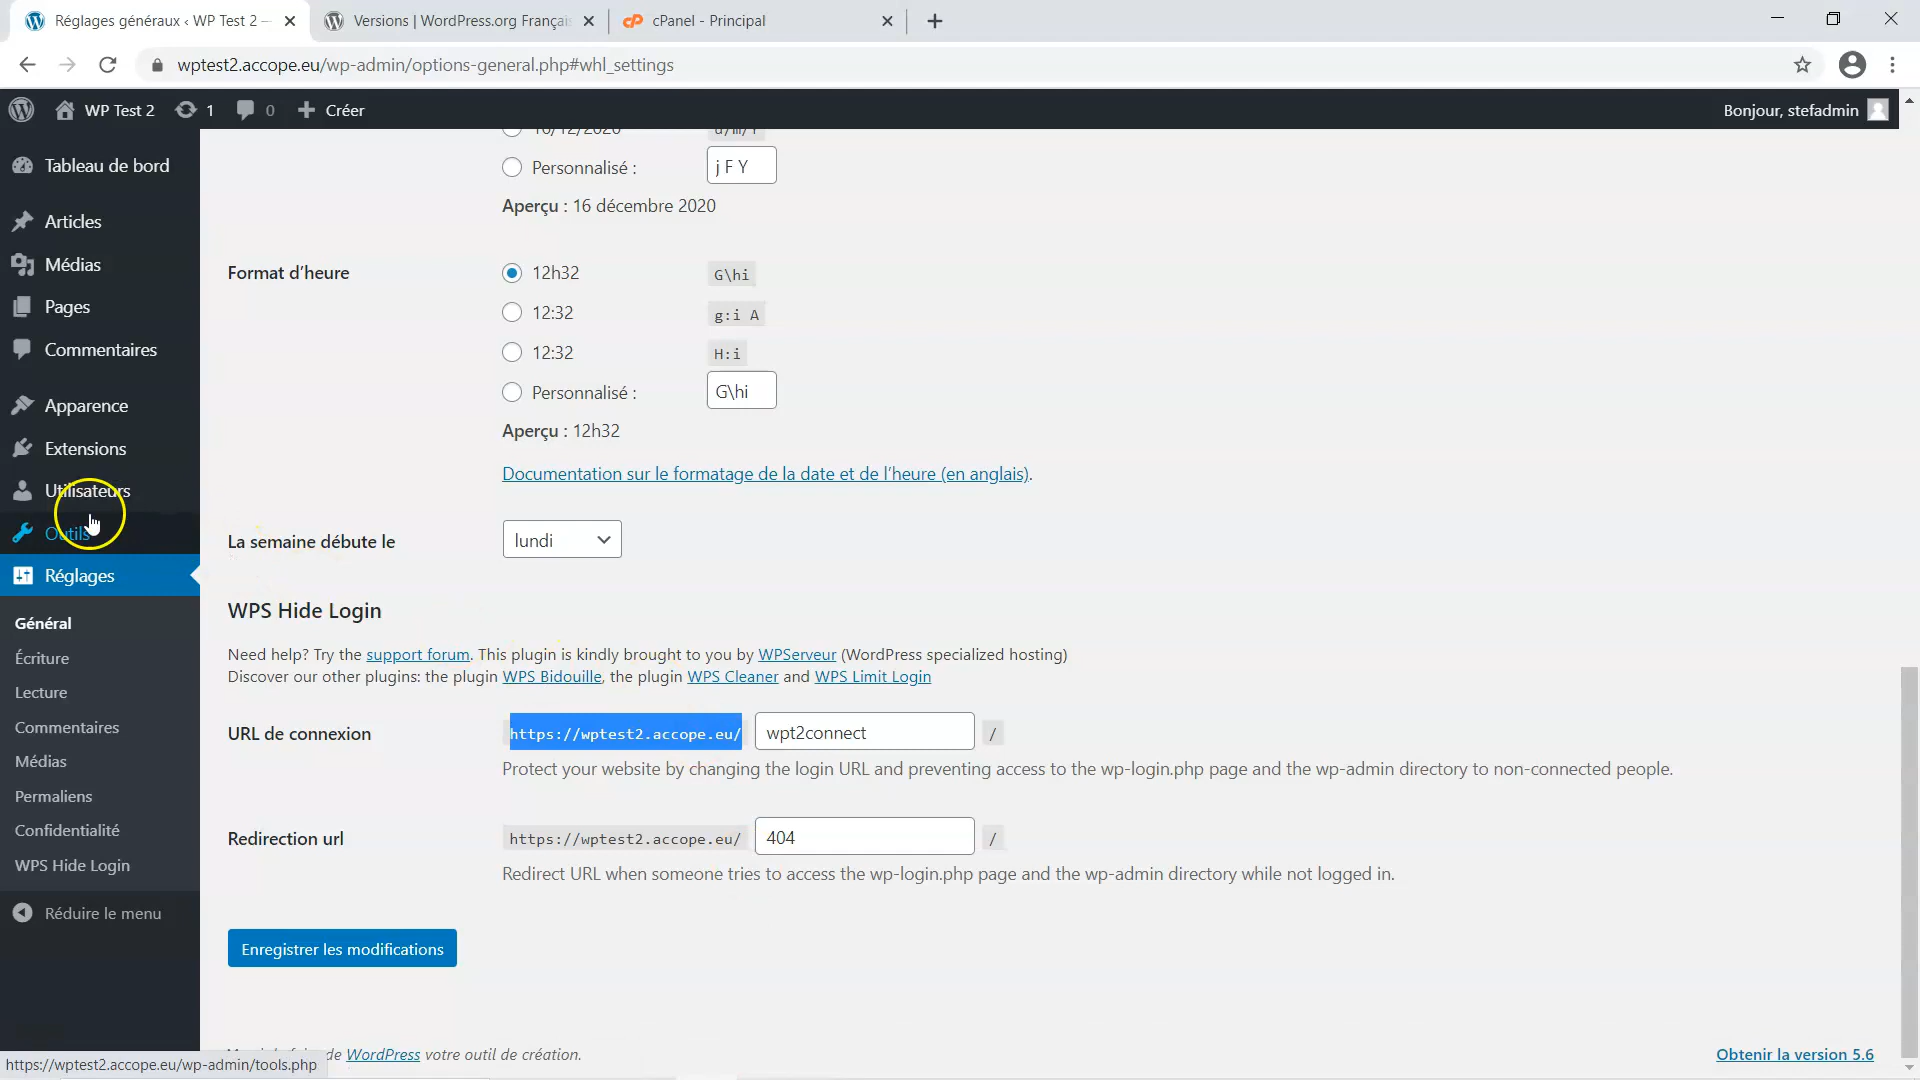 Réglages généraux ‹ WP Test 2 —
Versions | WordPress.org Français
cPanel - Principal
wptest2.accope.eu/wp-admin/options-general.php#whl_settings
WP Test 2
1
0
Créer
Bonjour, stefadmin
Tableau de bord
Articles
Médias
Pages
Commentaires
Apparence
Extensions
Utilisateurs
Outils
Réglages
Général
Écriture
Lecture
Commentaires
Médias
Permaliens
Confidentialité
WPS Hide Login
Réduire le menu
16/12/2020 d/m/Y
Personnalisé : j F Y
Aperçu : 16 décembre 2020
Format d’heure
12h32 G\hi
12:32 g:i A
12:32 H:i
Personnalisé : G\hi
Aperçu : 12h32
Documentation sur le formatage de la date et de l’heure (en anglais).
La semaine débute le lundi
WPS Hide Login
Need help? Try the support forum. This plugin is kindly brought to you by WPServeur (WordPress specialized hosting)
Discover our other plugins: the plugin WPS Bidouille, the plugin WPS Cleaner and WPS Limit Login
URL de connexion https://wptest2.accope.eu/ wpt2connect /
Protect your website by changing the login URL and preventing access to the wp-login.php page and the wp-admin directory to non-connected people.
Redirection url https://wptest2.accope.eu/ 404 /
Redirect URL when someone tries to access the wp-login.php page and the wp-admin directory while not logged in.
Enregistrer les modifications
de WordPress votre outil de création.
Obtenir la version 5.6
https://wptest2.accope.eu/wp-admin/tools.php